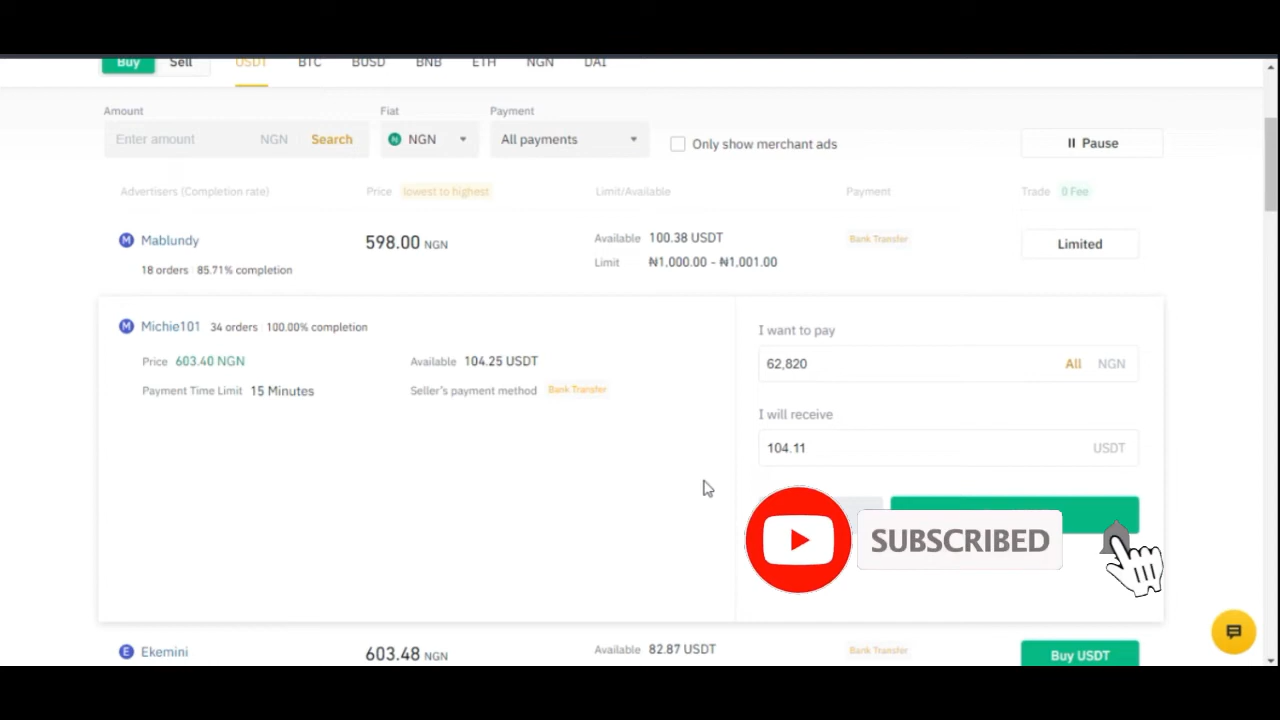 Buy Sell USDT BTC BUSD BNB ETH NGN DAI
Amount Fiat Payment
Enter amount NGN Search NGN All payments Only show merchant ads Pause
Advertisers (Completion rate) Price lowest to highest Limit/Available Payment Trade 0 Fee
M Mablundy 598.00 NGN Available 100.38 USDT Bank Transfer Limited
18 orders 85.71% completion Limit ₦1,000.00 - ₦1,001.00
M Michie101 34 orders 100.00% completion
Price 603.40 NGN Available 104.25 USDT
Payment Time Limit 15 Minutes Seller's payment method Bank Transfer
I want to pay
62,820 All NGN
I will receive
104.11 USDT
SUBSCRIBED
E Ekemini 603.48 NGN Available 82.87 USDT Bank Transfer Buy USDT